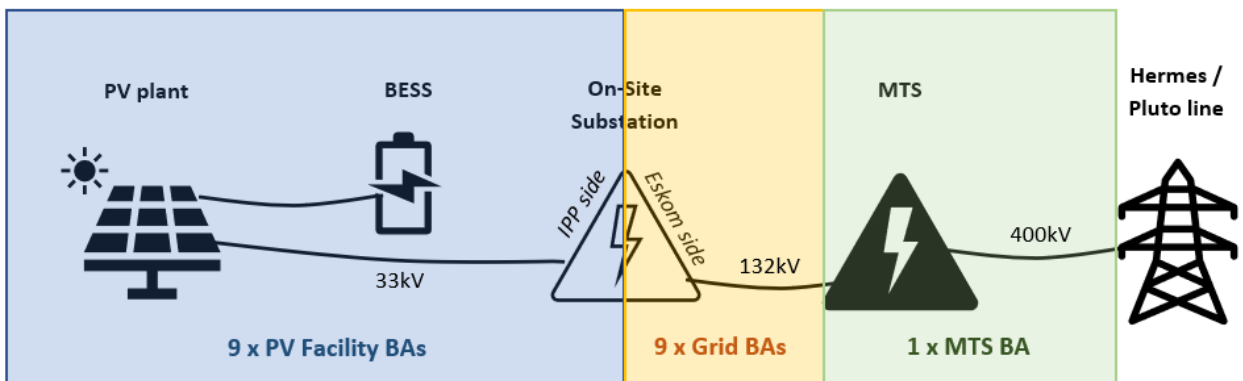 PV plant
BESS
On-Site
Substation
MTS
Hermes /
Pluto line
IPP side
Eskom side
33kV
132kV
400kV
9 x PV Facility BAs
9 x Grid BAs
1 x MTS BA